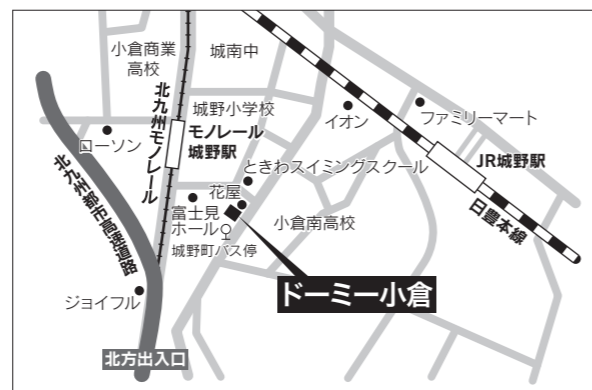 小倉商業
高校
城南中
北九州モノレール
城野小学校
モノレール
城野駅
ローソン
イオン
ファミリーマート
JR城野駅
日豊本線
ときわスイミングスクール
花屋
富士見
ホール
城野町バス停
小倉南高校
北九州都市高速道路
ドーミー小倉
ジョイフル
北方出入口